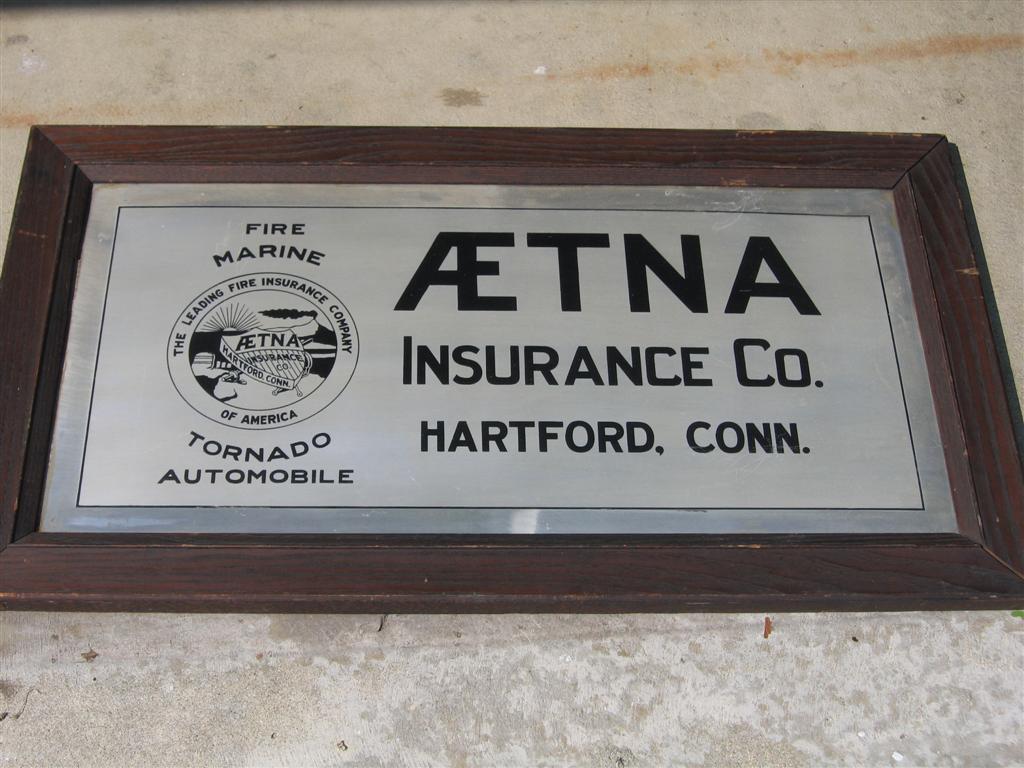 FIRE
MARINE
THE LEADING FIRE INSURANCE COMPANY
ÆTNA
INSURANCE
CO
HARTFORD CONN.
OF AMERICA
TORNADO
AUTOMOBILE
ÆTNA
INSURANCE CO.
HARTFORD, CONN.